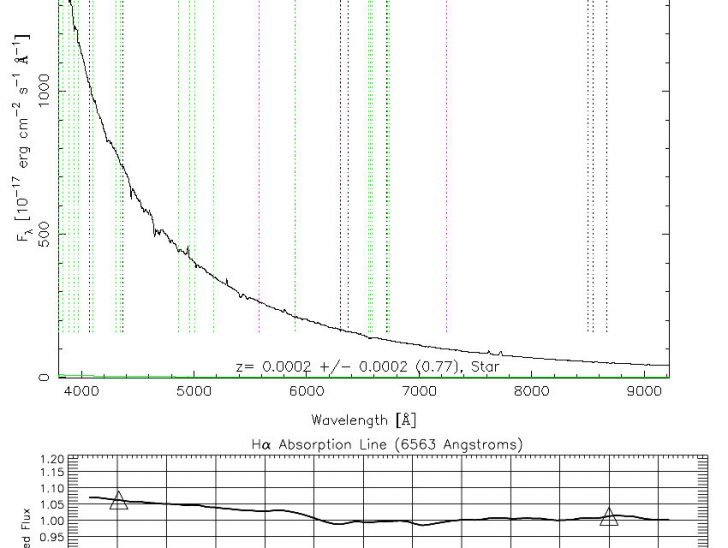 F_λ [10^−17 erg cm^−2 s^−1 Å^−1]
1000
500
0
z= 0.0002 +/− 0.0002 (0.77), Star
4000 5000 6000 7000 8000 9000
Wavelength [Å]
Hα Absorption Line (6563 Angstroms)
1.20
1.15
1.10
1.05
1.00
0.95
Flux